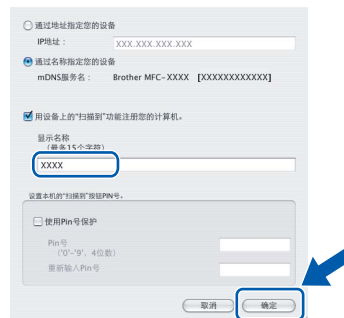 通过地址指定您的设备
IP地址： XXX.XXX.XXX.XXX
通过名称指定您的设备
mDNS服务名： Brother MFC-XXXX [XXXXXXXXXXXX]
用设备上的“扫描到”功能注册您的计算机。
显示名称
（最多15个字符）
XXXX
设置本机的“扫描到”按钮PIN号。
使用Pin号保护
Pin号
（'0'-'9'，4位数）
重新输入Pin号
取消 确定